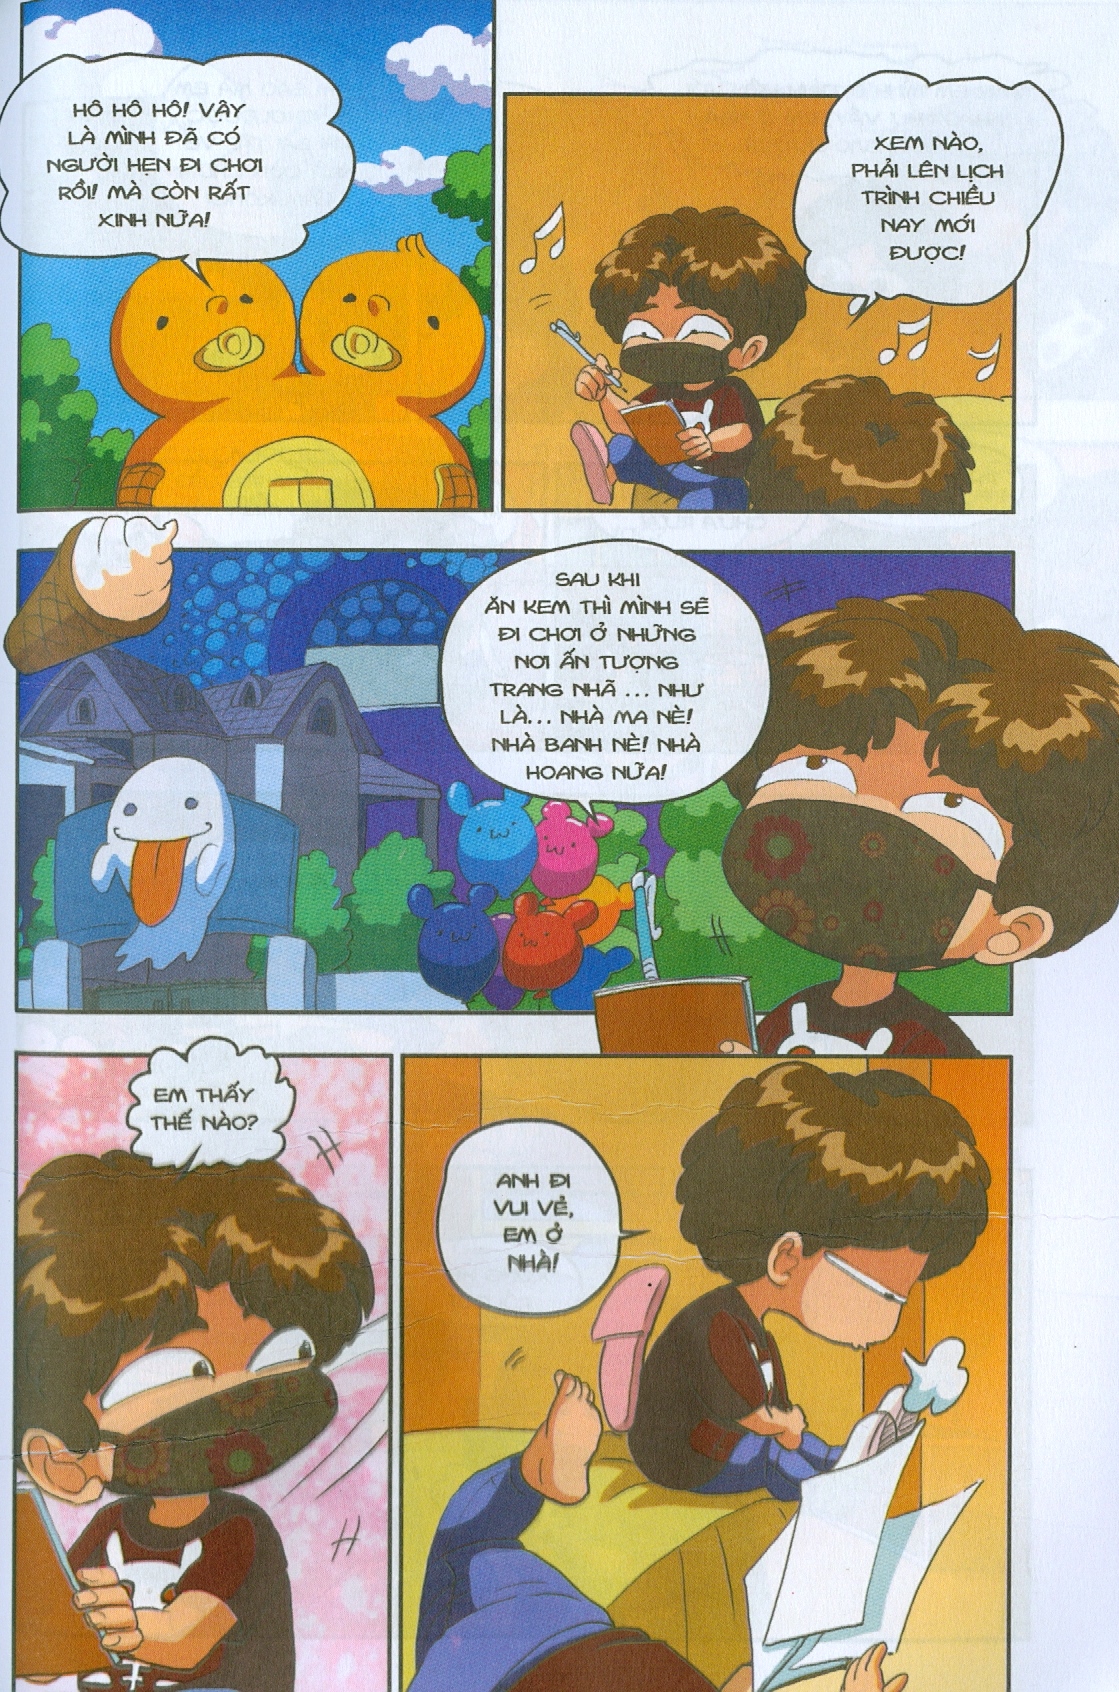 HÔ HÔ HÔ! VẬY
LÀ MÌNH ĐÃ CÓ
NGƯỜI HẸN ĐI CHƠI
RỒI! MÀ CÒN RẤT
XINH NỮA!
XEM NÀO,
PHẢI LÊN LỊCH
TRÌNH CHIỀU
NAY MỚI
ĐƯỢC!
SAU KHI
ĂN KEM THÌ MÌNH SẼ
ĐI CHƠI Ở NHỮNG
NƠI ẤN TƯỢNG
TRANG NHÃ ... NHƯ
LÀ... NHÀ MA NÈ!
NHÀ BANH NÈ! NHÀ
HOANG NỮA!
EM THẤY
THẾ NÀO?
ANH ĐI
VUI VẺ,
EM Ở
NHÀ!